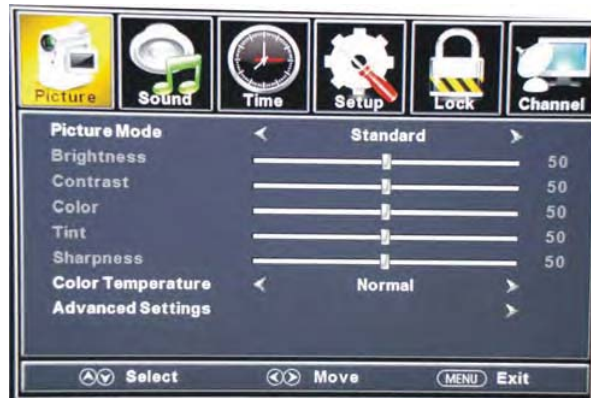 Picture Sound Time Setup Lock Channel
Picture Mode Standard
Brightness 50
Contrast 50
Color 50
Tint 50
Sharpness 50
Color Temperature Normal
Advanced Settings
Select Move MENU Exit